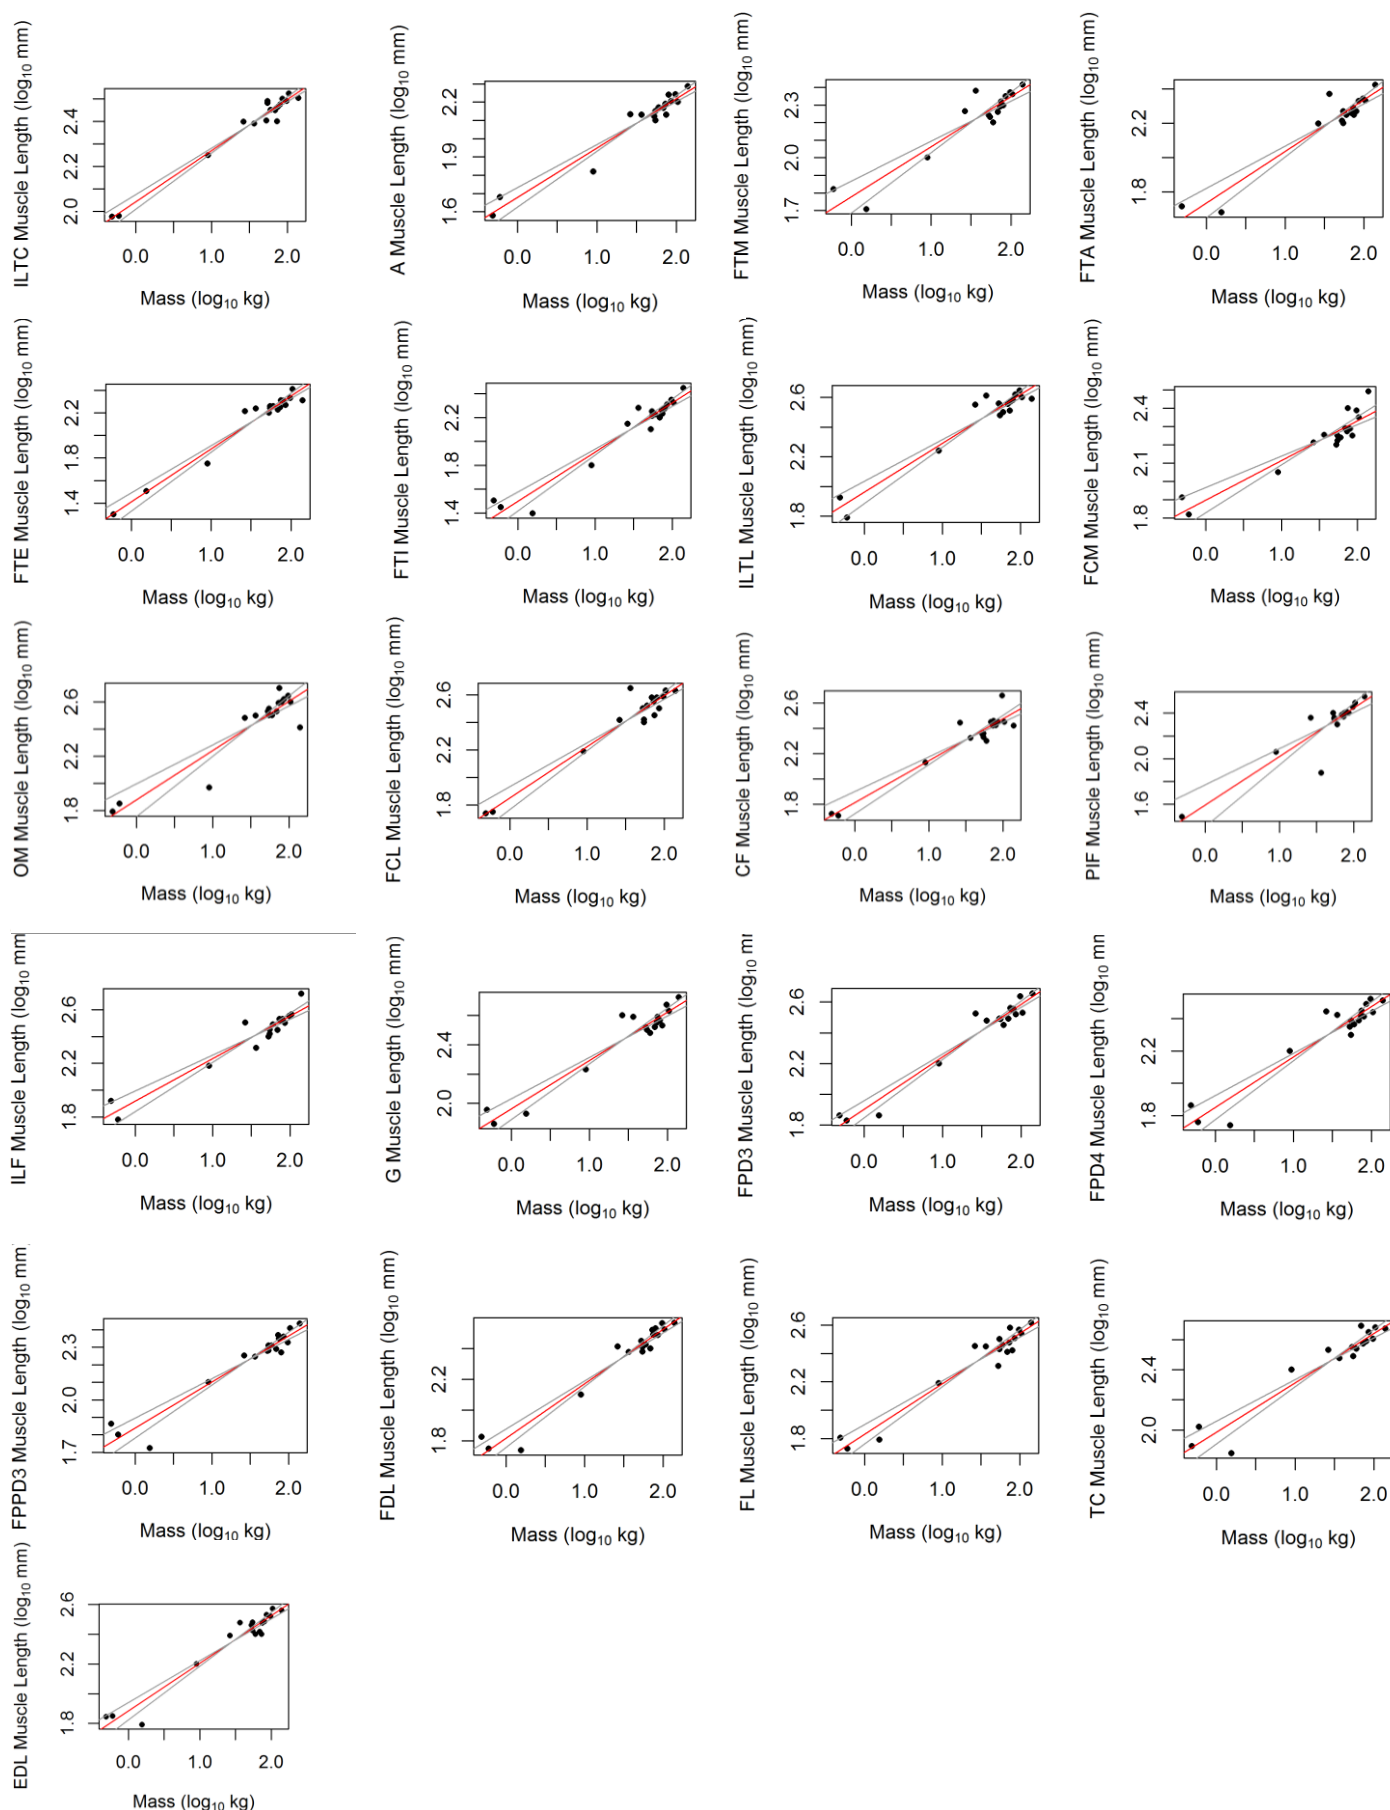 ILTC Muscle Length (log10 mm)
2.0 2.2 2.4
0.0 1.0 2.0
Mass (log10 kg)
A Muscle Length (log10 mm)
1.6 1.9 2.2
0.0 1.0 2.0
Mass (log10 kg)
FTM Muscle Length (log10 mm)
1.7 2.0 2.3
0.0 1.0 2.0
Mass (log10 kg)
FTA Muscle Length (log10 mm)
1.8 2.2
0.0 1.0 2.0
Mass (log10 kg)
FTE Muscle Length (log10 mm)
1.4 1.8 2.2
0.0 1.0 2.0
Mass (log10 kg)
FTI Muscle Length (log10 mm)
1.4 1.8 2.2
0.0 1.0 2.0
Mass (log10 kg)
ILTL Muscle Length (log10 mm)
1.8 2.2 2.6
0.0 1.0 2.0
Mass (log10 kg)
FCM Muscle Length (log10 mm)
1.8 2.1 2.4
0.0 1.0 2.0
Mass (log10 kg)
OM Muscle Length (log10 mm)
1.8 2.2 2.6
0.0 1.0 2.0
Mass (log10 kg)
FCL Muscle Length (log10 mm)
1.8 2.2 2.6
0.0 1.0 2.0
Mass (log10 kg)
CF Muscle Length (log10 mm)
1.8 2.2 2.6
0.0 1.0 2.0
Mass (log10 kg)
PIF Muscle Length (log10 mm)
1.6 2.0 2.4
0.0 1.0 2.0
Mass (log10 kg)
ILF Muscle Length (log10 mm
1.8 2.2 2.6
0.0 1.0 2.0
Mass (log10 kg)
G Muscle Length (log10 mm)
2.0 2.4
0.0 1.0 2.0
Mass (log10 kg)
FPD3 Muscle Length (log10 mm
1.8 2.2 2.6
0.0 1.0 2.0
Mass (log10 kg)
FPD4 Muscle Length (log10 mm
1.8 2.2
0.0 1.0 2.0
Mass (log10 kg)
FPPD3 Muscle Length (log10 mm)
1.7 2.0 2.3
0.0 1.0 2.0
Mass (log10 kg)
FDL Muscle Length (log10 mm)
1.8 2.2
0.0 1.0 2.0
Mass (log10 kg)
FL Muscle Length (log10 mm)
1.8 2.2 2.6
0.0 1.0 2.0
Mass (log10 kg)
TC Muscle Length (log10 mm)
2.0 2.4
0.0 1.0 2.0
Mass (log10 kg)
EDL Muscle Length (log10 mm)
1.8 2.2 2.6
0.0 1.0 2.0
Mass (log10 kg)